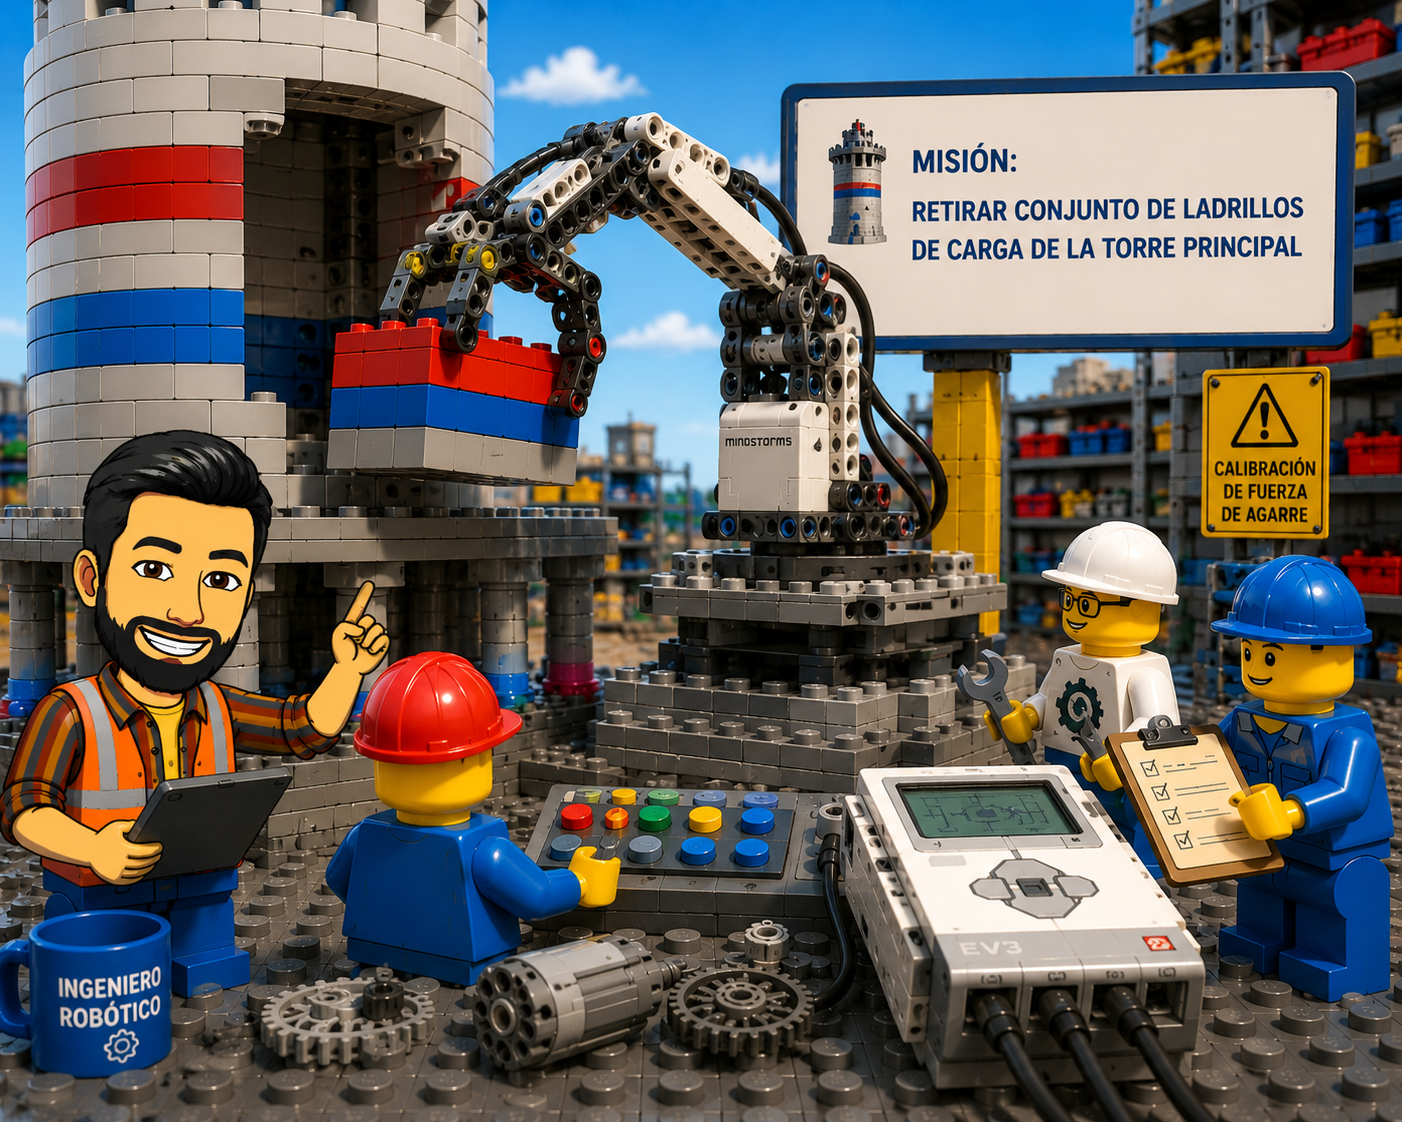 MISIÓN:
RETIRAR CONJUNTO DE LADRILLOS
DE CARGA DE LA TORRE PRINCIPAL
MINDSTORMS
CALIBRACIÓN
DE FUERZA
DE AGARRE
EV3
INGENIERO
ROBÓTICO